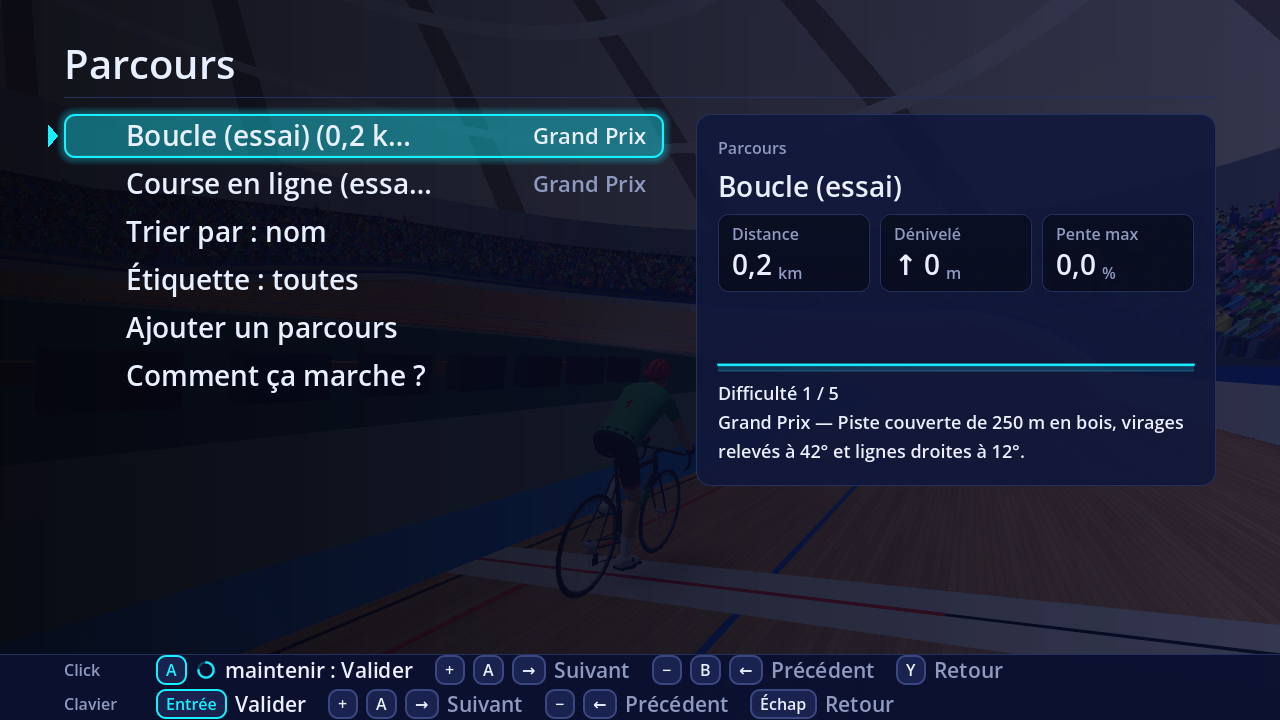 Parcours
Boucle (essai) (0,2 k... Grand Prix
Course en ligne (essa... Grand Prix
Trier par : nom
Étiquette : toutes
Ajouter un parcours
Comment ça marche ?
Parcours
Boucle (essai)
Distance Dénivelé Pente max
0,2 km ↑ 0 m 0,0 %
Difficulté 1 / 5
Grand Prix — Piste couverte de 250 m en bois, virages
relevés à 42° et lignes droites à 12°.
Click A maintenir : Valider + A → Suivant − B ← Précédent Y Retour
Clavier Entrée Valider + A → Suivant − ← Précédent Échap Retour